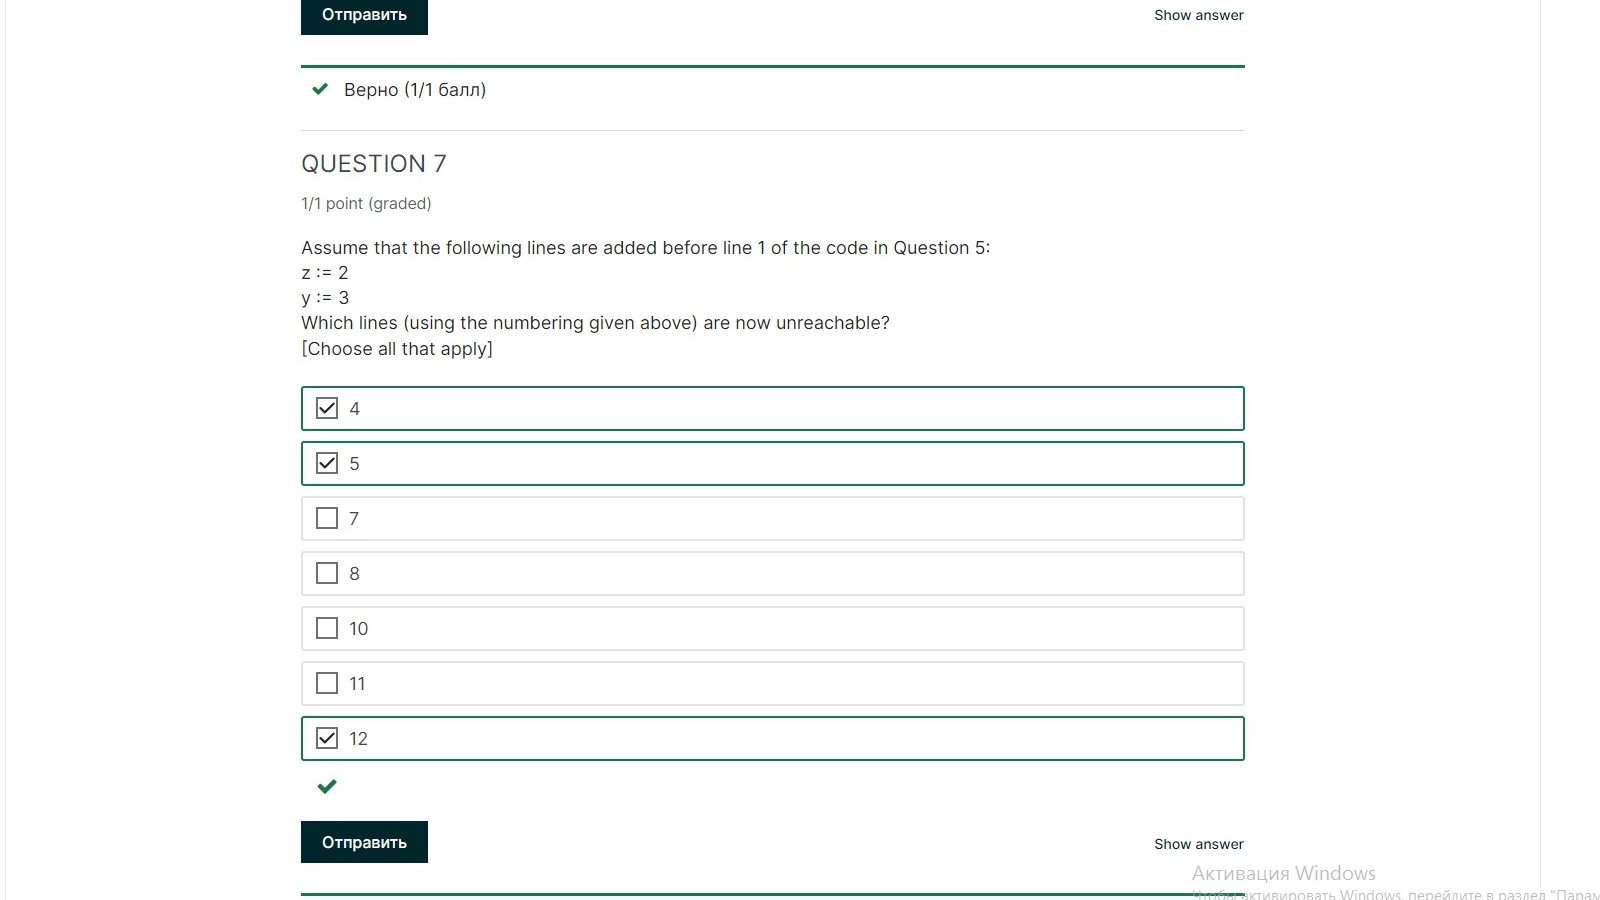 Отправить
Show answer
Верно (1/1 балл)
QUESTION 7
1/1 point (graded)
Assume that the following lines are added before line 1 of the code in Question 5:
z := 2
y := 3
Which lines (using the numbering given above) are now unreachable?
[Choose all that apply]
4
5
7
8
10
11
12
Отправить
Show answer
Активация Windows
Чтобы активировать Windows, перейдите в раздел "Парам